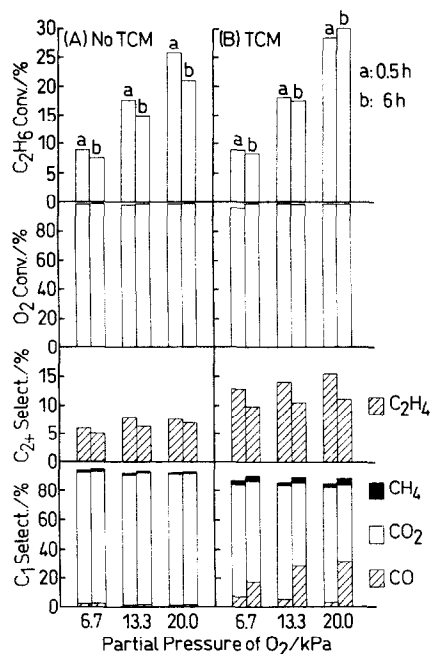 (A) No TCM
(B) TCM
C2H6 Conv./%
30
25
20
15
10
5
0
a
b
a
b
a
b
a
b
a
b
a
b
a: 0.5 h
b: 6 h
O2 Conv./%
80
60
40
20
0
C2+ Select./%
15
10
5
0
C2H4
C1 Select./%
80
60
40
20
0
CH4
CO2
CO
6.7 13.3 20.0 6.7 13.3 20.0
Partial Pressure of O2/kPa